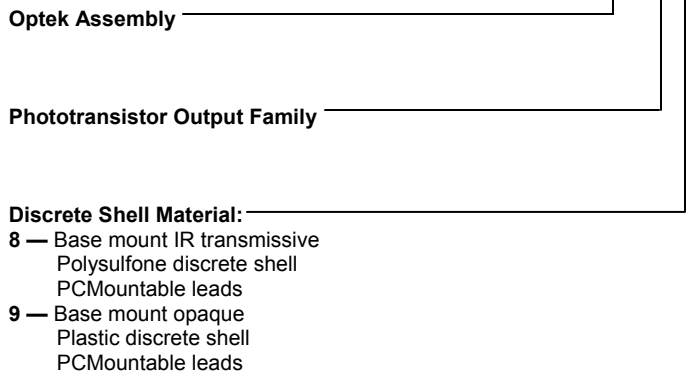 Optek Assembly
Phototransistor Output Family
Discrete Shell Material:
8 — Base mount IR transmissive
Polysulfone discrete shell
PCMountable leads
9 — Base mount opaque
Plastic discrete shell
PCMountable leads